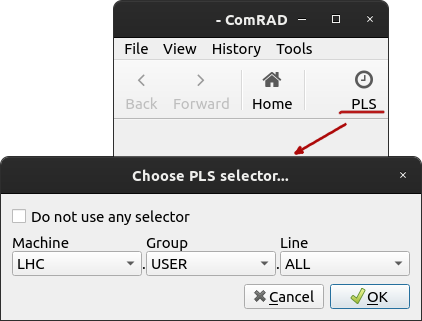 - ComRAD
File View History Tools
Back Forward Home PLS
Choose PLS selector...
Do not use any selector
Machine Group Line
LHC . USER . ALL
Cancel OK